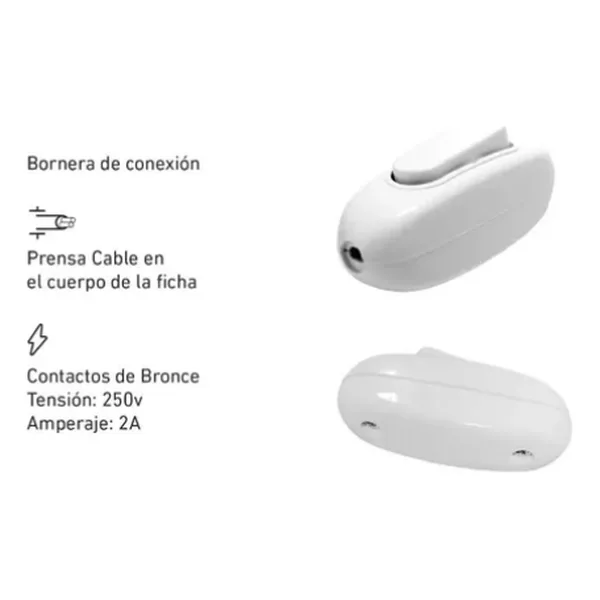 Bornera de conexión
Prensa Cable en
el cuerpo de la ficha
Contactos de Bronce
Tensión: 250v
Amperaje: 2A